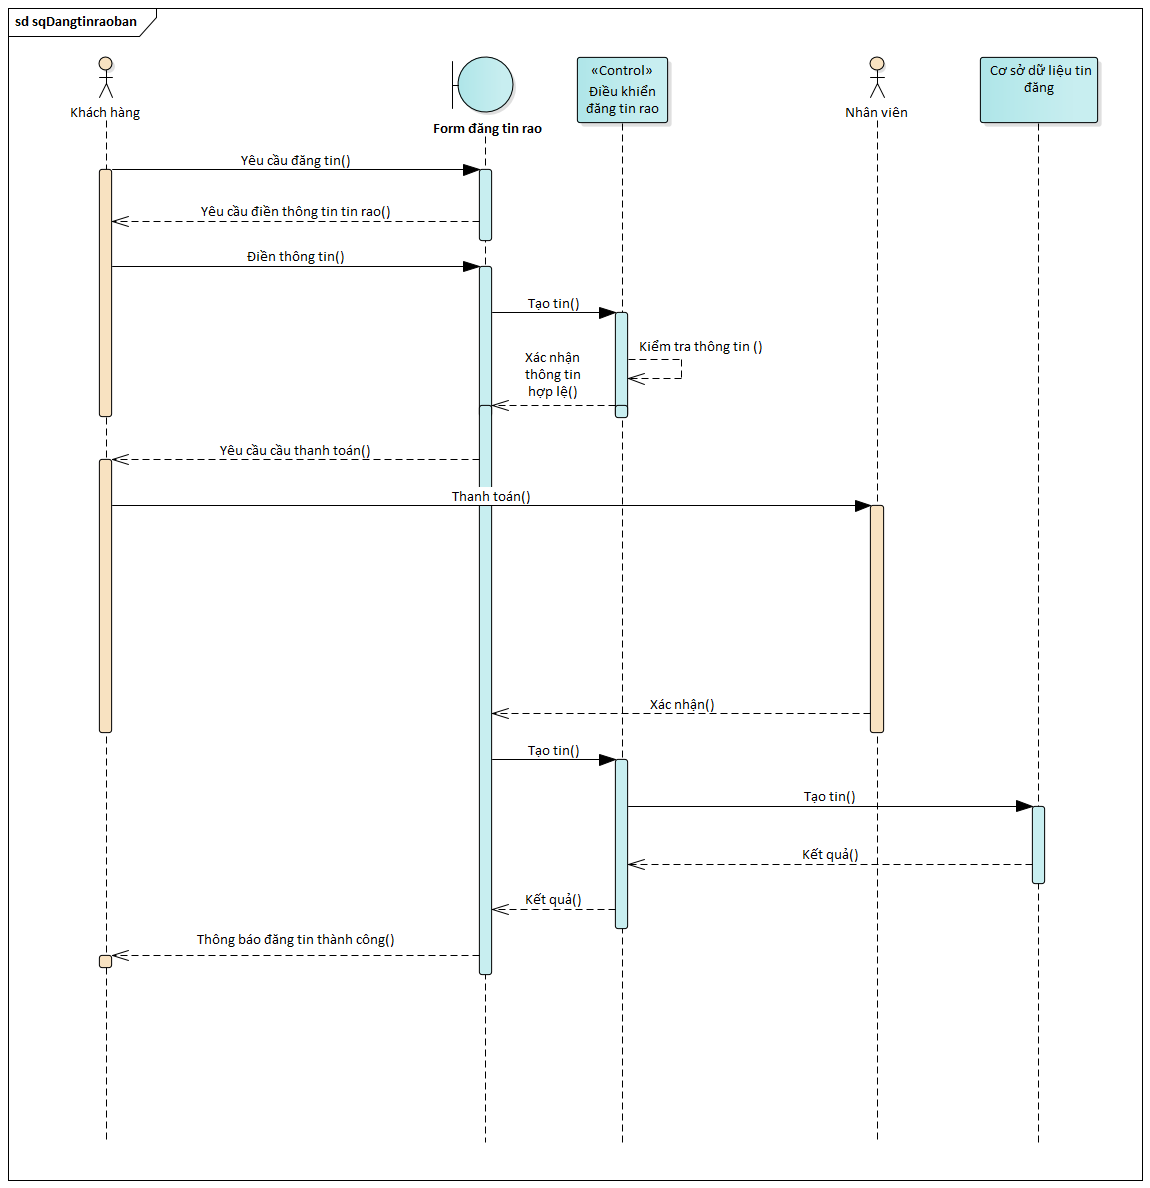 sd sqDangtinraoban
Khách hàng
Form đăng tin rao
«Control»
Điều khiển
đăng tin rao
Nhân viên
Cơ sở dữ liệu tin
đăng
Yêu cầu đăng tin()
Yêu cầu điền thông tin tin rao()
Điền thông tin()
Tạo tin()
Kiểm tra thông tin ()
Xác nhận
thông tin
hợp lệ()
Yêu cầu cầu thanh toán()
Thanh toán()
Xác nhận()
Tạo tin()
Tạo tin()
Kết quả()
Kết quả()
Thông báo đăng tin thành công()